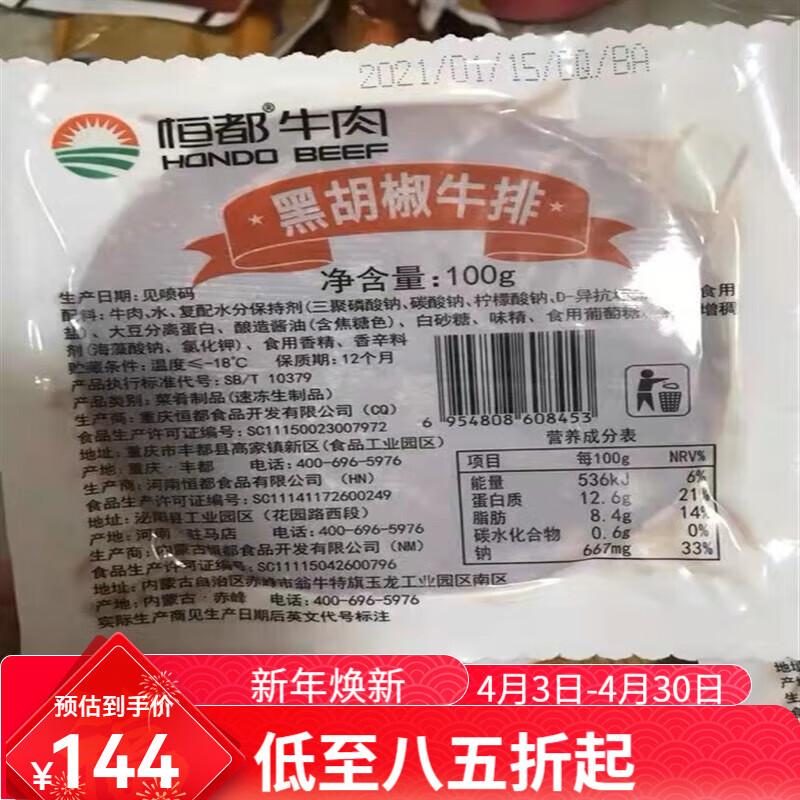 2021/01/15/CQ/BA
恒都®牛肉
HONDO BEEF
黑胡椒牛排
净含量:100g
生产日期:见喷码
配料:牛肉、水、复配水分保持剂(三聚磷酸钠、碳酸钠、柠檬酸钠、D-异抗 食用
盐)、大豆分离蛋白、酿造酱油(含焦糖色)、白砂糖、味精、食用葡萄糖、 增稠
剂(海藻酸钠、氯化钾)、食用香精、香辛料
贮藏条件:温度≤-18℃ 保质期:12个月
产品执行标准代号:SB/T 10379
产品类别:菜肴制品(速冻生制品)
生产商:重庆恒都食品开发有限公司(CQ)
食品生产许可证编号:SC11150023007972
地址:重庆市丰都县高家镇新区(食品工业园区)
产地:重庆·丰都 电话:400-696-5976
生产商:河南恒都食品有限公司(HN)
食品生产许可证编号:SC11141172600249
地址:泌阳县工业园区(花园路西段)
产地:河南·驻马店 电话:400-696-5976
生产商:内蒙古恒都食品开发有限公司(NM)
食品生产许可证编号:SC11115042600796
地址:内蒙古自治区赤峰市翁牛特旗玉龙工业园区南区
产地:内蒙古·赤峰 电话:400-696-5976
实际生产商见生产日期后英文代号标注
6 954808 608453
营养成分表
项目 每100g NRV%
能量 536kJ 6%
蛋白质 12.6g 21%
脂肪 8.4g 14%
碳水化合物 0.6g 0%
钠 667mg 33%
地址
产地
生产
新年焕新
4月3日-4月30日
预估到手价
¥144
低至八五折起